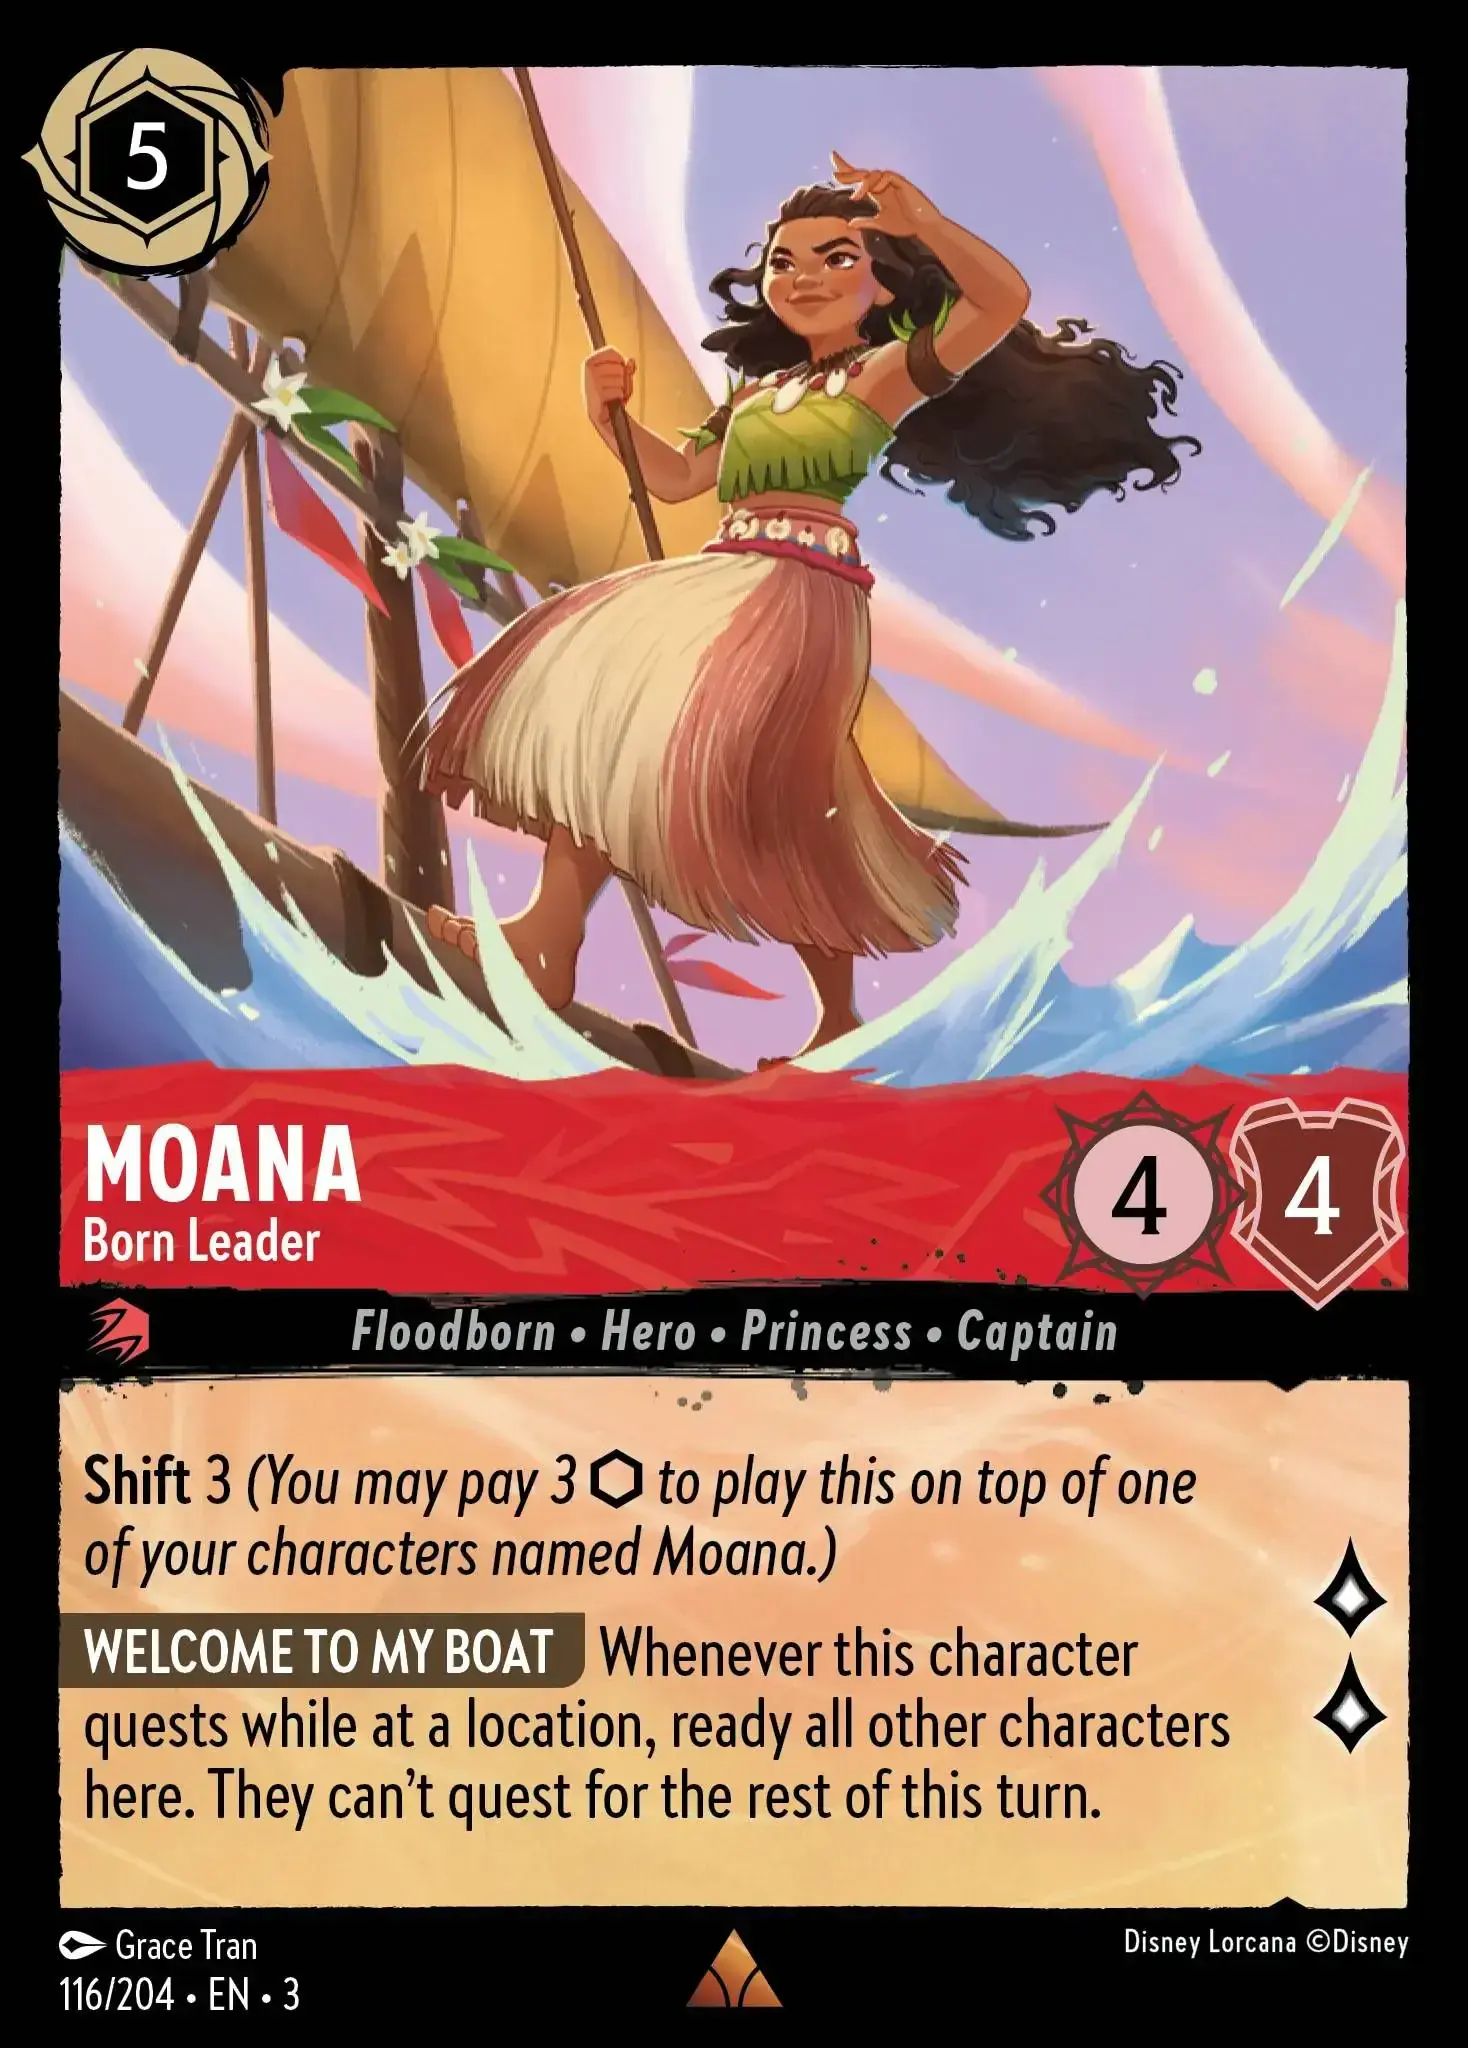 5
MOANA
Born Leader
4
4
Floodborn • Hero • Princess • Captain
Shift 3 (You may pay 3 ⬡ to play this on top of one
of your characters named Moana.)
WELCOME TO MY BOAT Whenever this character
quests while at a location, ready all other characters
here. They can’t quest for the rest of this turn.
Grace Tran
Disney Lorcana ©Disney
116/204 • EN • 3